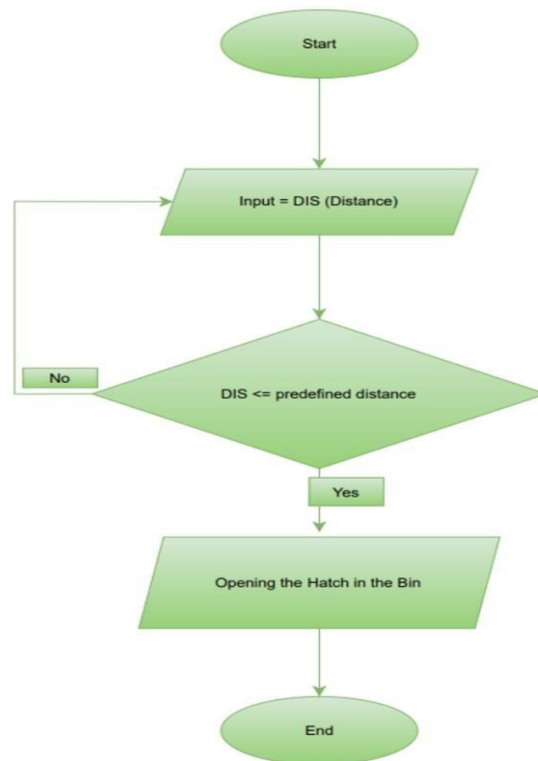 Start
Input = DIS (Distance)
DIS <= predefined distance
No
Yes
Opening the Hatch in the Bin
End